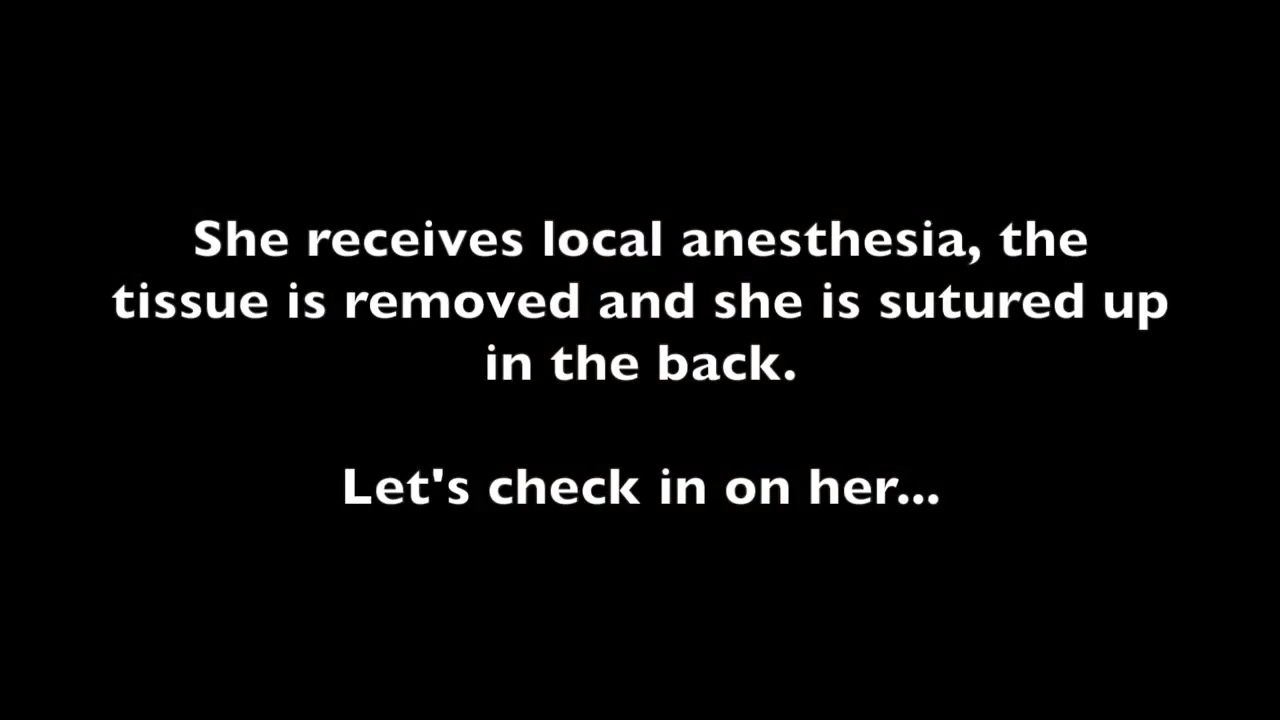 She receives local anesthesia, the
tissue is removed and she is sutured up
in the back.
Let's check in on her...